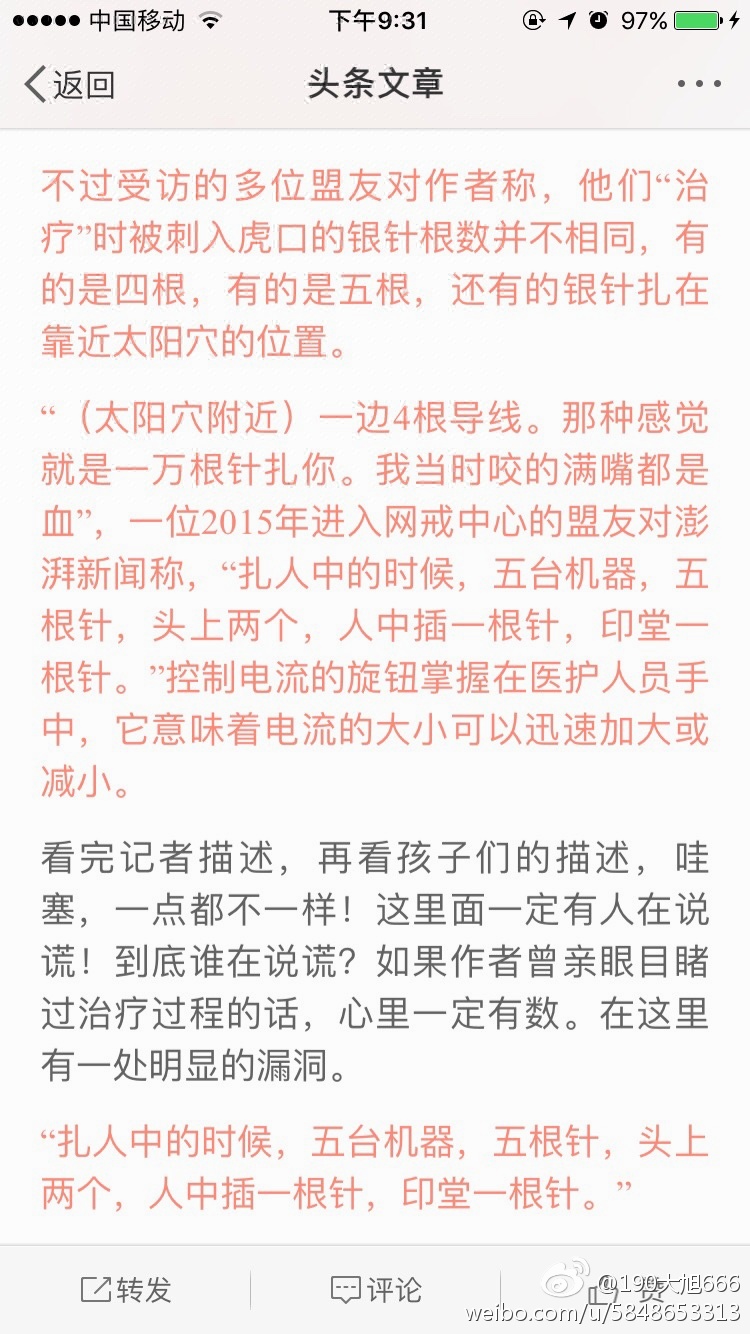 中国移动 下午9:31 97%
返回 头条文章
不过受访的多位盟友对作者称，他们“治
疗”时被刺入虎口的银针根数并不相同，有
的是四根，有的是五根，还有的银针扎在
靠近太阳穴的位置。
“（太阳穴附近）一边4根导线。那种感觉
就是一万根针扎你。我当时咬的满嘴都是
血”，一位2015年进入网戒中心的盟友对澎
湃新闻称，“扎人中的时候，五台机器，五
根针，头上两个，人中插一根针，印堂一
根针。”控制电流的旋钮掌握在医护人员手
中，它意味着电流的大小可以迅速加大或
减小。
看完记者描述，再看孩子们的描述，哇
塞，一点都不一样！这里面一定有人在说
谎！到底谁在说谎？如果作者曾亲眼目睹
过治疗过程的话，心里一定有数。在这里
有一处明显的漏洞。
“扎人中的时候，五台机器，五根针，头上
两个，人中插一根针，印堂一根针。”
转发 评论 赞
@190大旭666
weibo.com/u/5848653313